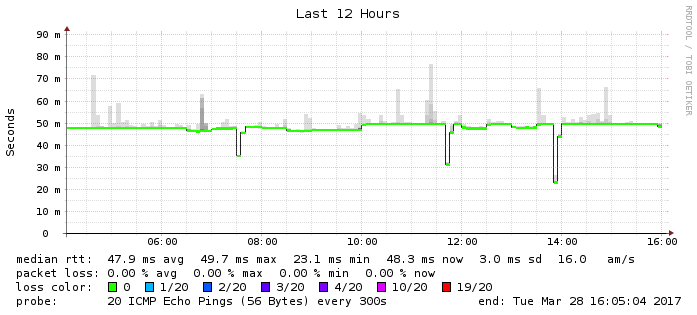 Last 12 Hours
RRDTOOL / TOBI OETIKER
Seconds
90 m
80 m
70 m
60 m
50 m
40 m
30 m
20 m
10 m
0
06:00 08:00 10:00 12:00 14:00 16:00
median rtt: 47.9 ms avg 49.7 ms max 23.1 ms min 48.3 ms now 3.0 ms sd 16.0 am/s
packet loss: 0.00 % avg 0.00 % max 0.00 % min 0.00 % now
loss color: 0 1/20 2/20 3/20 4/20 10/20 19/20
probe: 20 ICMP Echo Pings (56 Bytes) every 300s end: Tue Mar 28 16:05:04 2017